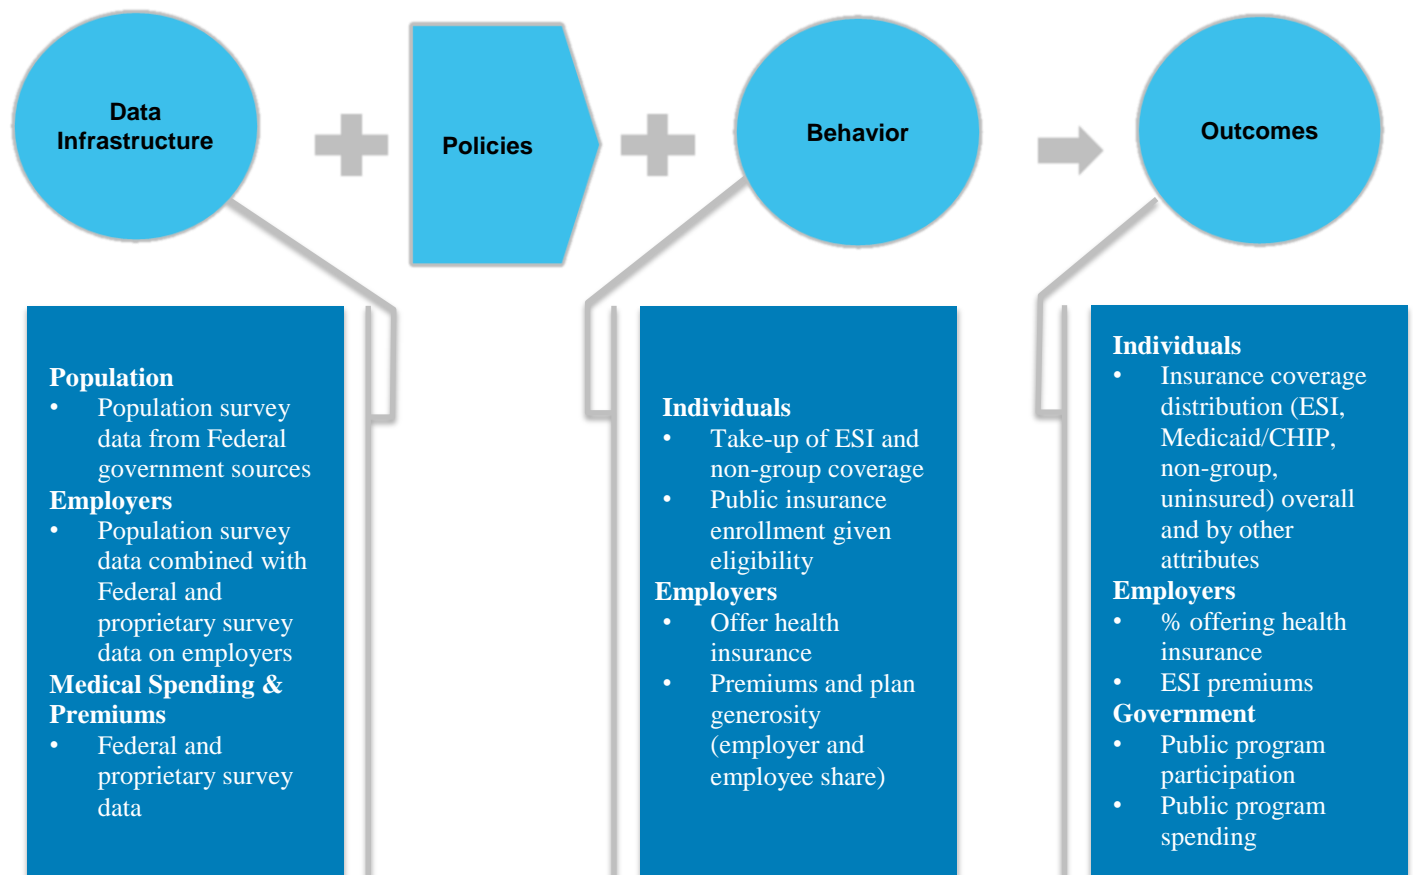 Data
Infrastructure
Policies
Behavior
Outcomes
Population
• Population survey
data from Federal
government sources
Employers
• Population survey
data combined with
Federal and
proprietary survey
data on employers
Medical Spending &
Premiums
• Federal and
proprietary survey
data
Individuals
• Take-up of ESI and
non-group coverage
• Public insurance
enrollment given
eligibility
Employers
• Offer health
insurance
• Premiums and plan
generosity
(employer and
employee share)
Individuals
• Insurance coverage
distribution (ESI,
Medicaid/CHIP,
non-group,
uninsured) overall
and by other
attributes
Employers
• % offering health
insurance
• ESI premiums
Government
• Public program
participation
• Public program
spending